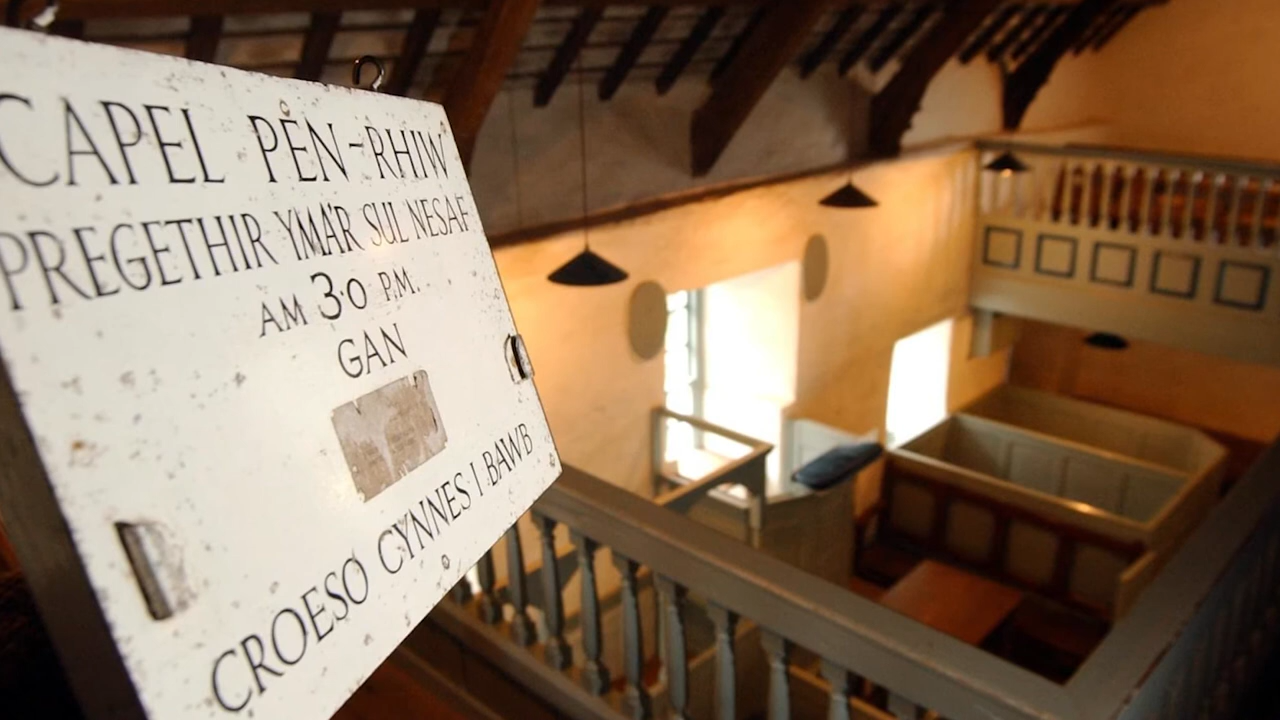 CAPEL PEN-RHIW
PREGETHIR YMA'R SUL NESAF
AM 3·0 P.M.
GAN
CROESO CYNNES I BAWB